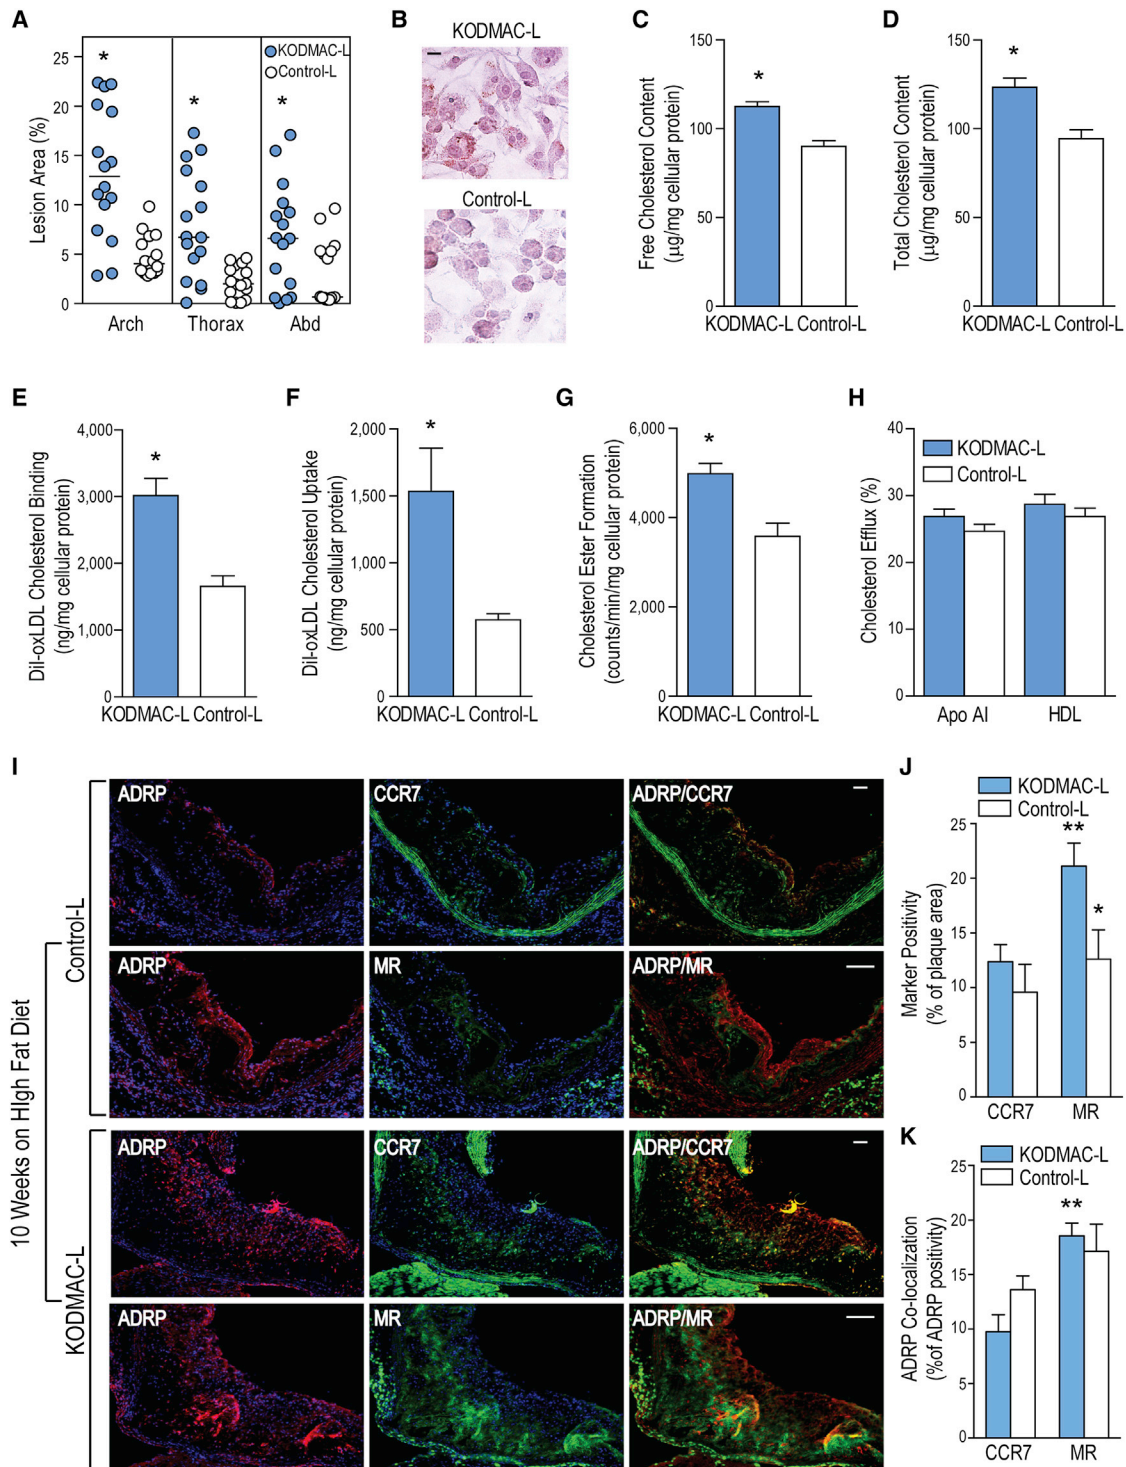 A
25
20
15
10
5
0
Lesion Area (%)
*
*
*
KODMAC-L
Control-L
Arch
Thorax
Abd
B
KODMAC-L
Control-L
C
150
100
50
0
Free Cholesterol Content
(µg/mg cellular protein)
*
KODMAC-L Control-L
D
150
100
50
0
Total Cholesterol Content
(µg/mg cellular protein)
*
KODMAC-L Control-L
E
4,000
3,000
2,000
1,000
0
DiI-oxLDL Cholesterol Binding
(ng/mg cellular protein)
*
KODMAC-L Control-L
F
2,000
1,500
1,000
500
0
DiI-oxLDL Cholesterol Uptake
(ng/mg cellular protein)
*
KODMAC-L Control-L
G
6,000
4,000
2,000
0
Cholesterol Ester Formation
(counts/min/mg cellular protein)
*
KODMAC-L Control-L
H
40
30
20
10
0
Cholesterol Efflux (%)
KODMAC-L
Control-L
Apo AI
HDL
I
10 Weeks on HIgh Fat Diet
Control-L
KODMAC-L
ADRP
CCR7
ADRP/CCR7
ADRP
MR
ADRP/MR
ADRP
CCR7
ADRP/CCR7
ADRP
MR
ADRP/MR
J
KODMAC-L
Control-L
25
20
15
10
5
0
Marker Positivity
(% of plaque area)
**
*
CCR7
MR
K
KODMAC-L
Control-L
25
20
15
10
5
0
ADRP Co-localization
(%of ADRP positivity)
**
CCR7
MR